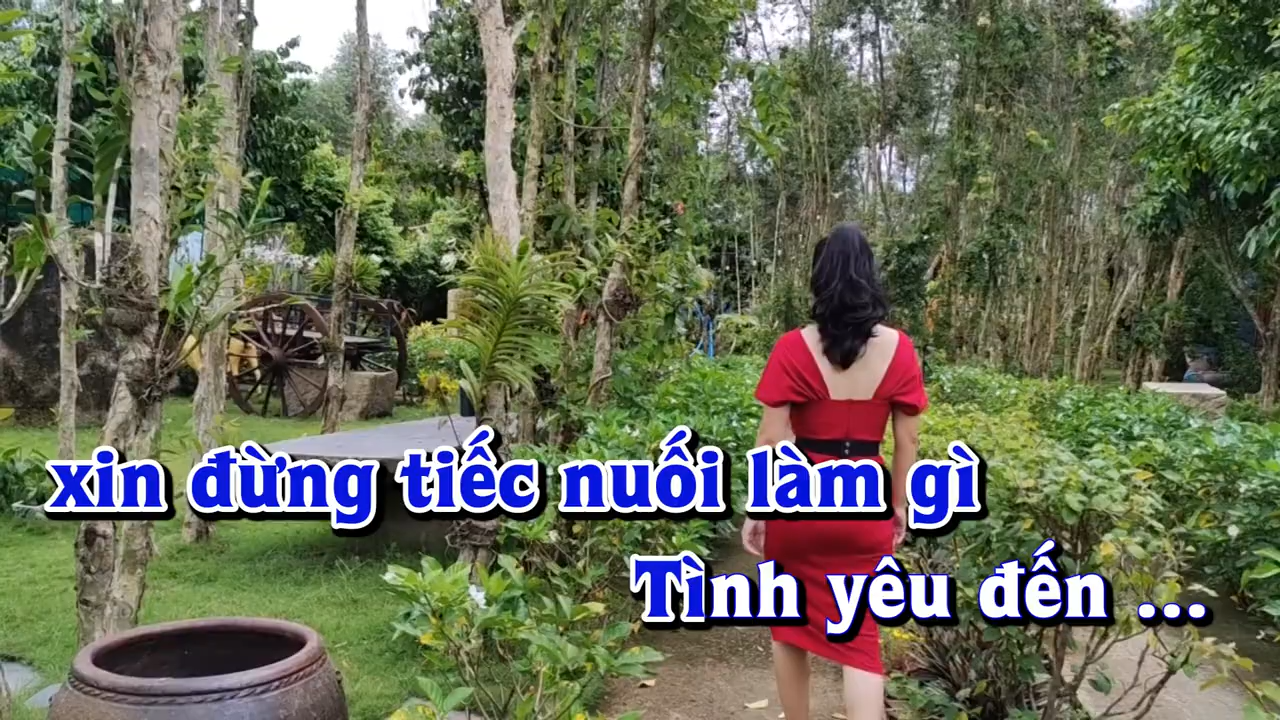 xin đừng tiếc nuối làm gì
Tình yêu đến ...